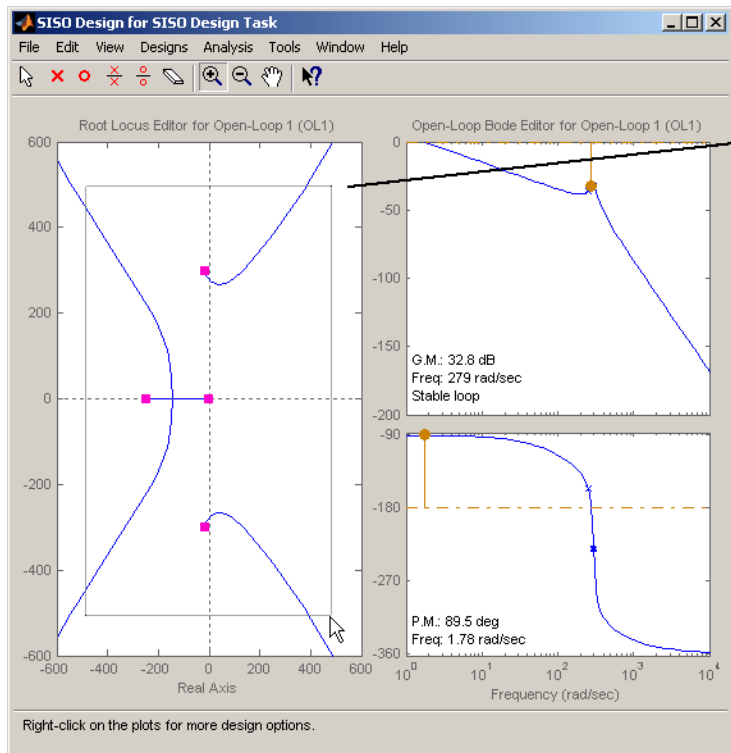 SISO Design for SISO Design Task
File Edit View Designs Analysis Tools Window Help
Root Locus Editor for Open-Loop 1 (OL1)
600
400
200
0
-200
-400
-600
-600 -400 -200 0 200 400 600
Real Axis
Open-Loop Bode Editor for Open-Loop 1 (OL1)
0
-50
-100
-150
-200
G.M.: 32.8 dB
Freq: 279 rad/sec
Stable loop
-90
-180
-270
-360
P.M.: 89.5 deg
Freq: 1.78 rad/sec
10^0 10^1 10^2 10^3 10^4
Frequency (rad/sec)
Right-click on the plots for more design options.